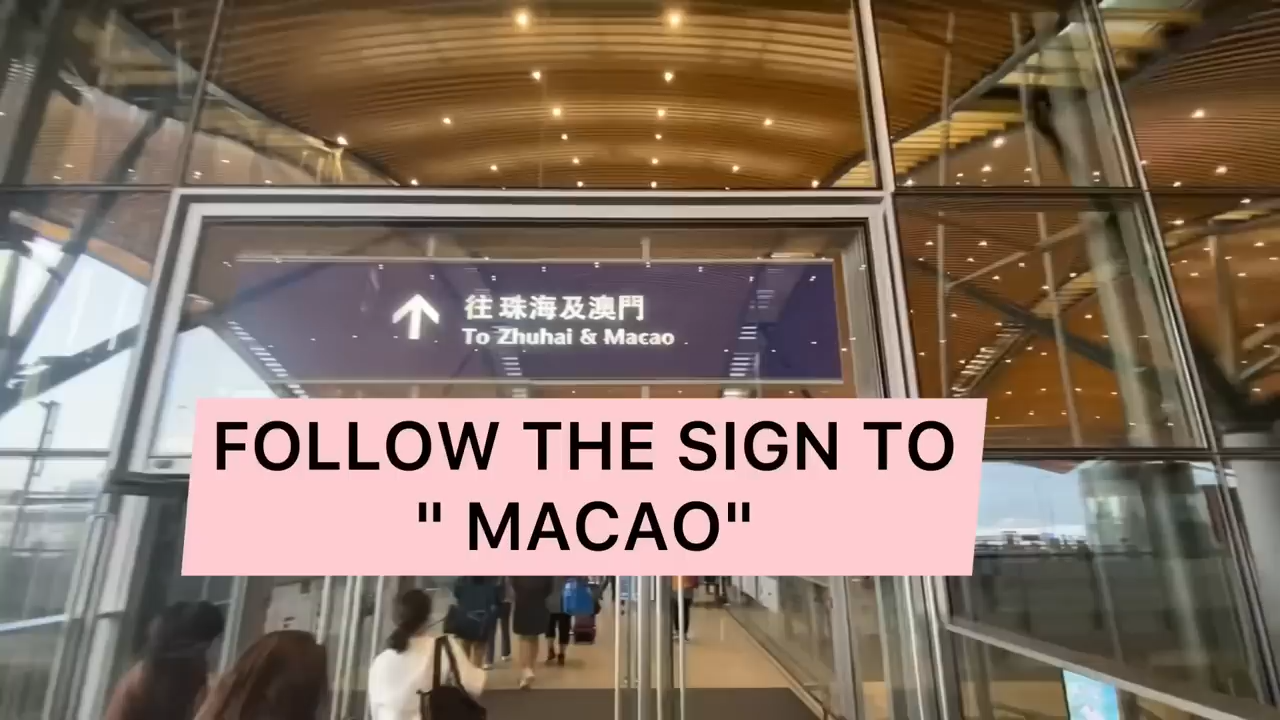 往珠海及澳門
To Zhuhai & Macao
FOLLOW THE SIGN TO
" MACAO"